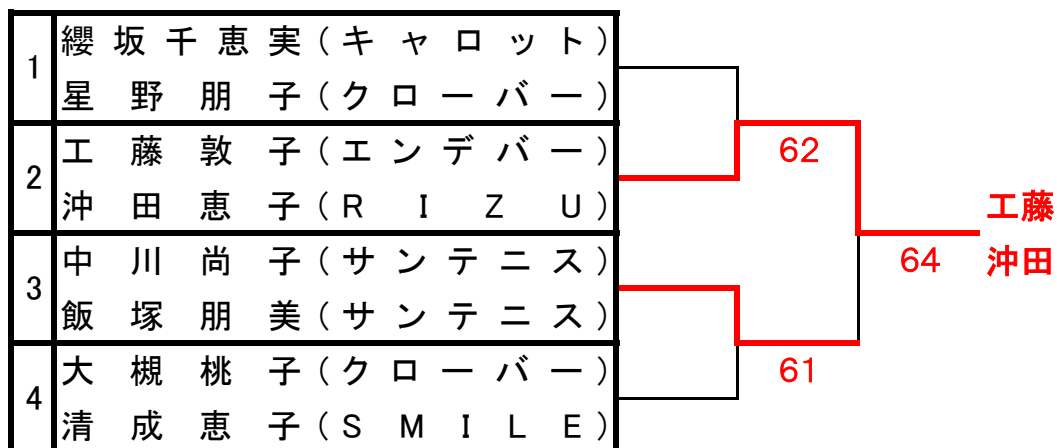 1
櫻坂千恵実(キャロット)
星野朋子(クローバー)
2
工藤敦子(エンデバー)
沖田恵子(RIZU)
3
中川尚子(サンテニス)
飯塚朋美(サンテニス)
4
大槻桃子(クローバー)
清成恵子(SMILE)
62
61
64
工藤
沖田